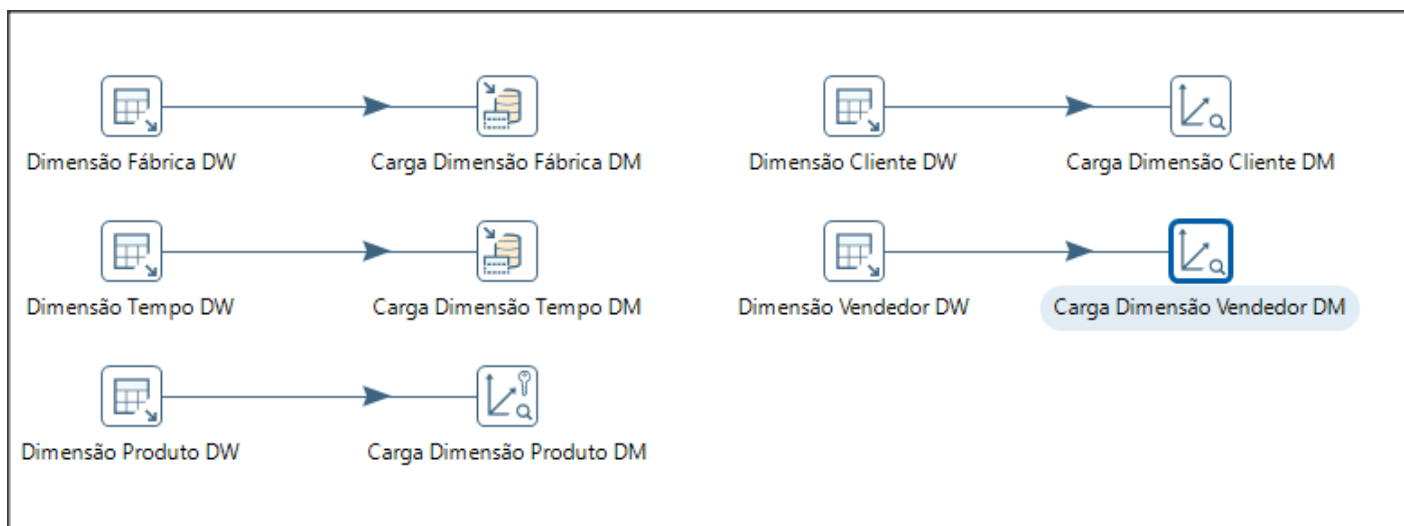 Dimensão Fábrica DW
Carga Dimensão Fábrica DM
Dimensão Cliente DW
Carga Dimensão Cliente DM
Dimensão Tempo DW
Carga Dimensão Tempo DM
Dimensão Vendedor DW
Carga Dimensão Vendedor DM
Dimensão Produto DW
Carga Dimensão Produto DM